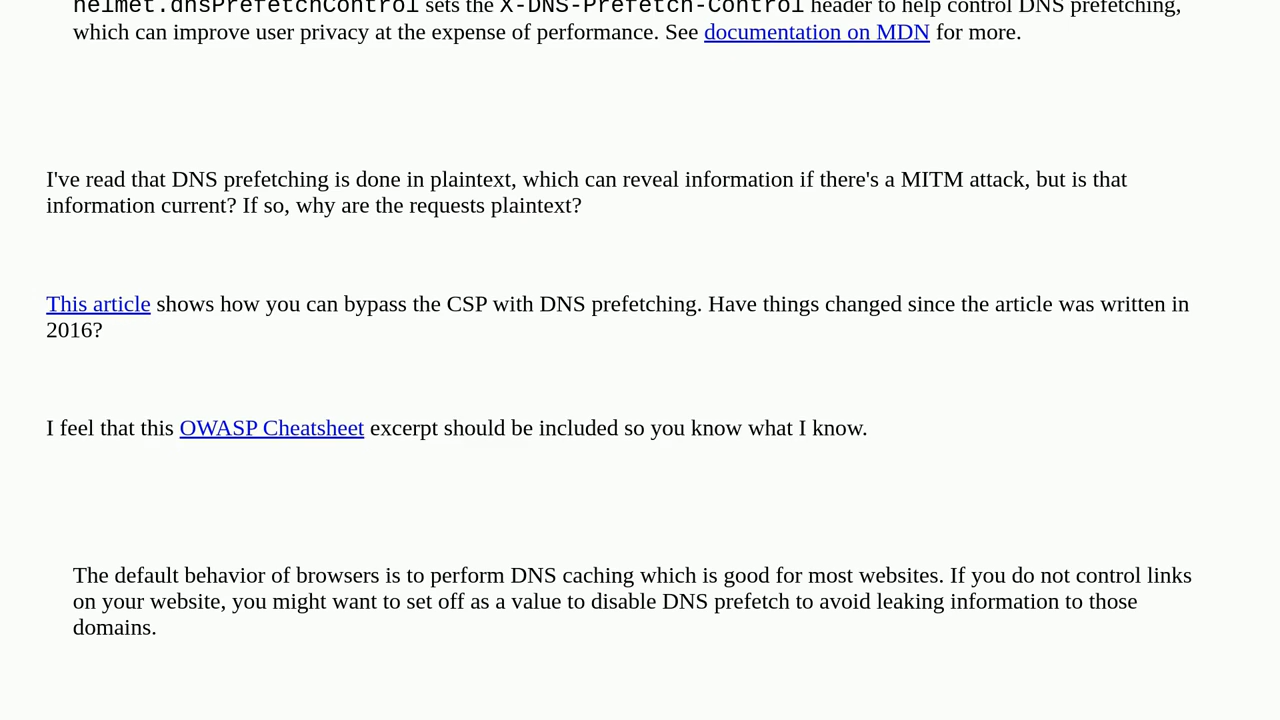 helmet.dnsPrefetchControl sets the X-DNS-Prefetch-Control header to help control DNS prefetching,
which can improve user privacy at the expense of performance. See documentation on MDN for more.
I've read that DNS prefetching is done in plaintext, which can reveal information if there's a MITM attack, but is that
information current? If so, why are the requests plaintext?
This article shows how you can bypass the CSP with DNS prefetching. Have things changed since the article was written in
2016?
I feel that this OWASP Cheatsheet excerpt should be included so you know what I know.
The default behavior of browsers is to perform DNS caching which is good for most websites. If you do not control links
on your website, you might want to set off as a value to disable DNS prefetch to avoid leaking information to those
domains.